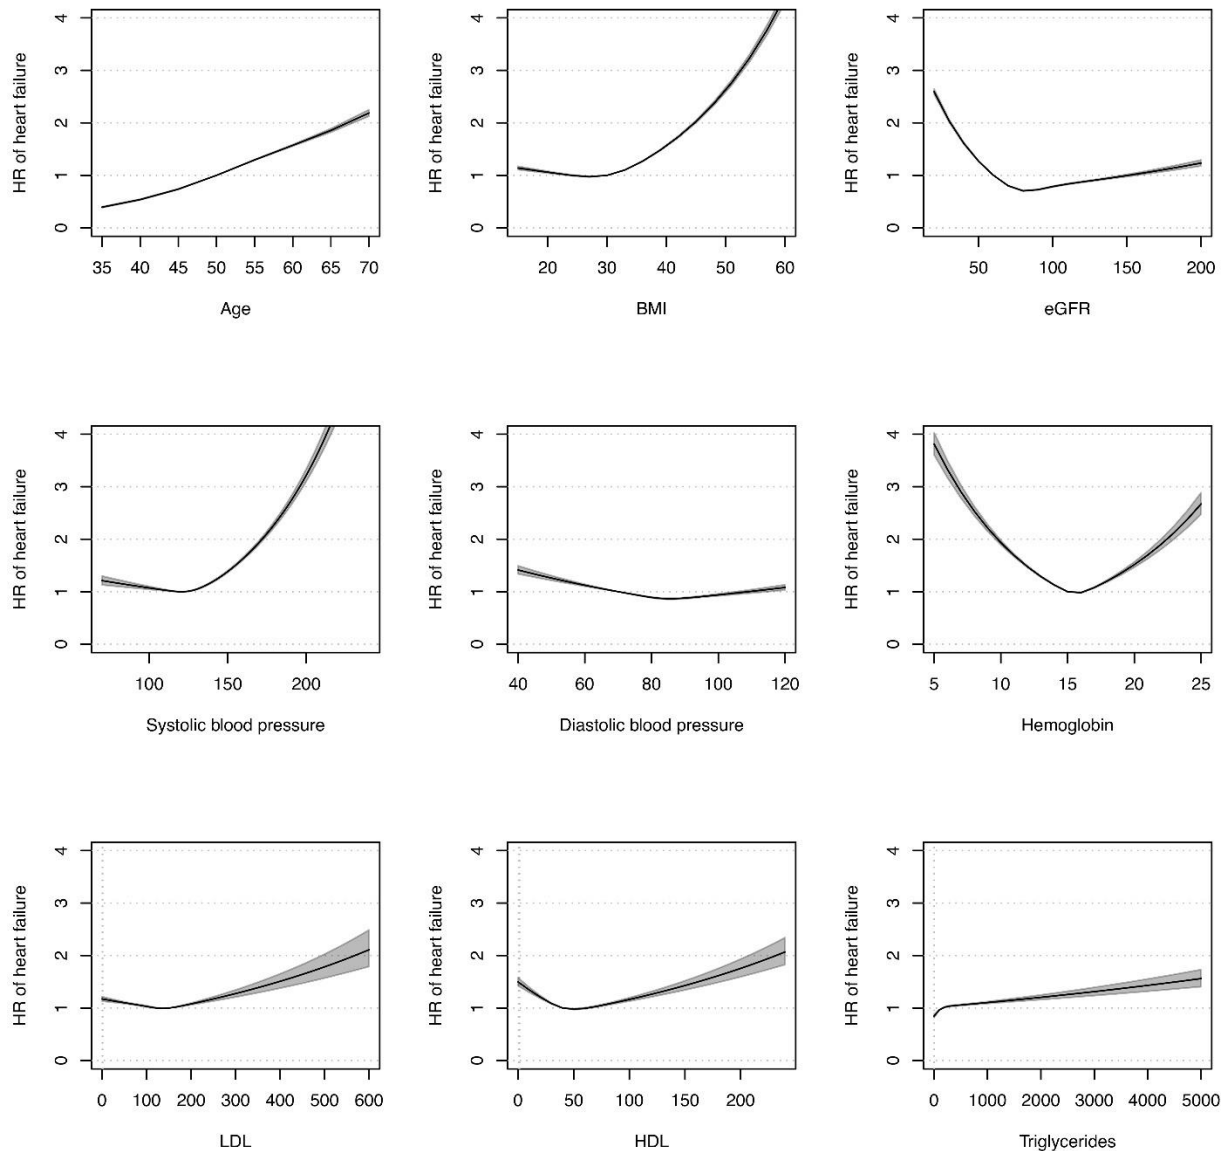 HR of heart failure
4
3
2
1
0
35 40 45 50 55 60 65 70
Age
HR of heart failure
4
3
2
1
0
20 30 40 50 60
BMI
HR of heart failure
4
3
2
1
0
50 100 150 200
eGFR
HR of heart failure
4
3
2
1
0
100 150 200
Systolic blood pressure
HR of heart failure
4
3
2
1
0
40 60 80 100 120
Diastolic blood pressure
HR of heart failure
4
3
2
1
0
5 10 15 20 25
Hemoglobin
HR of heart failure
4
3
2
1
0
0 100 200 300 400 500 600
LDL
HR of heart failure
4
3
2
1
0
0 50 100 150 200
HDL
HR of heart failure
4
3
2
1
0
0 1000 2000 3000 4000 5000
Triglycerides